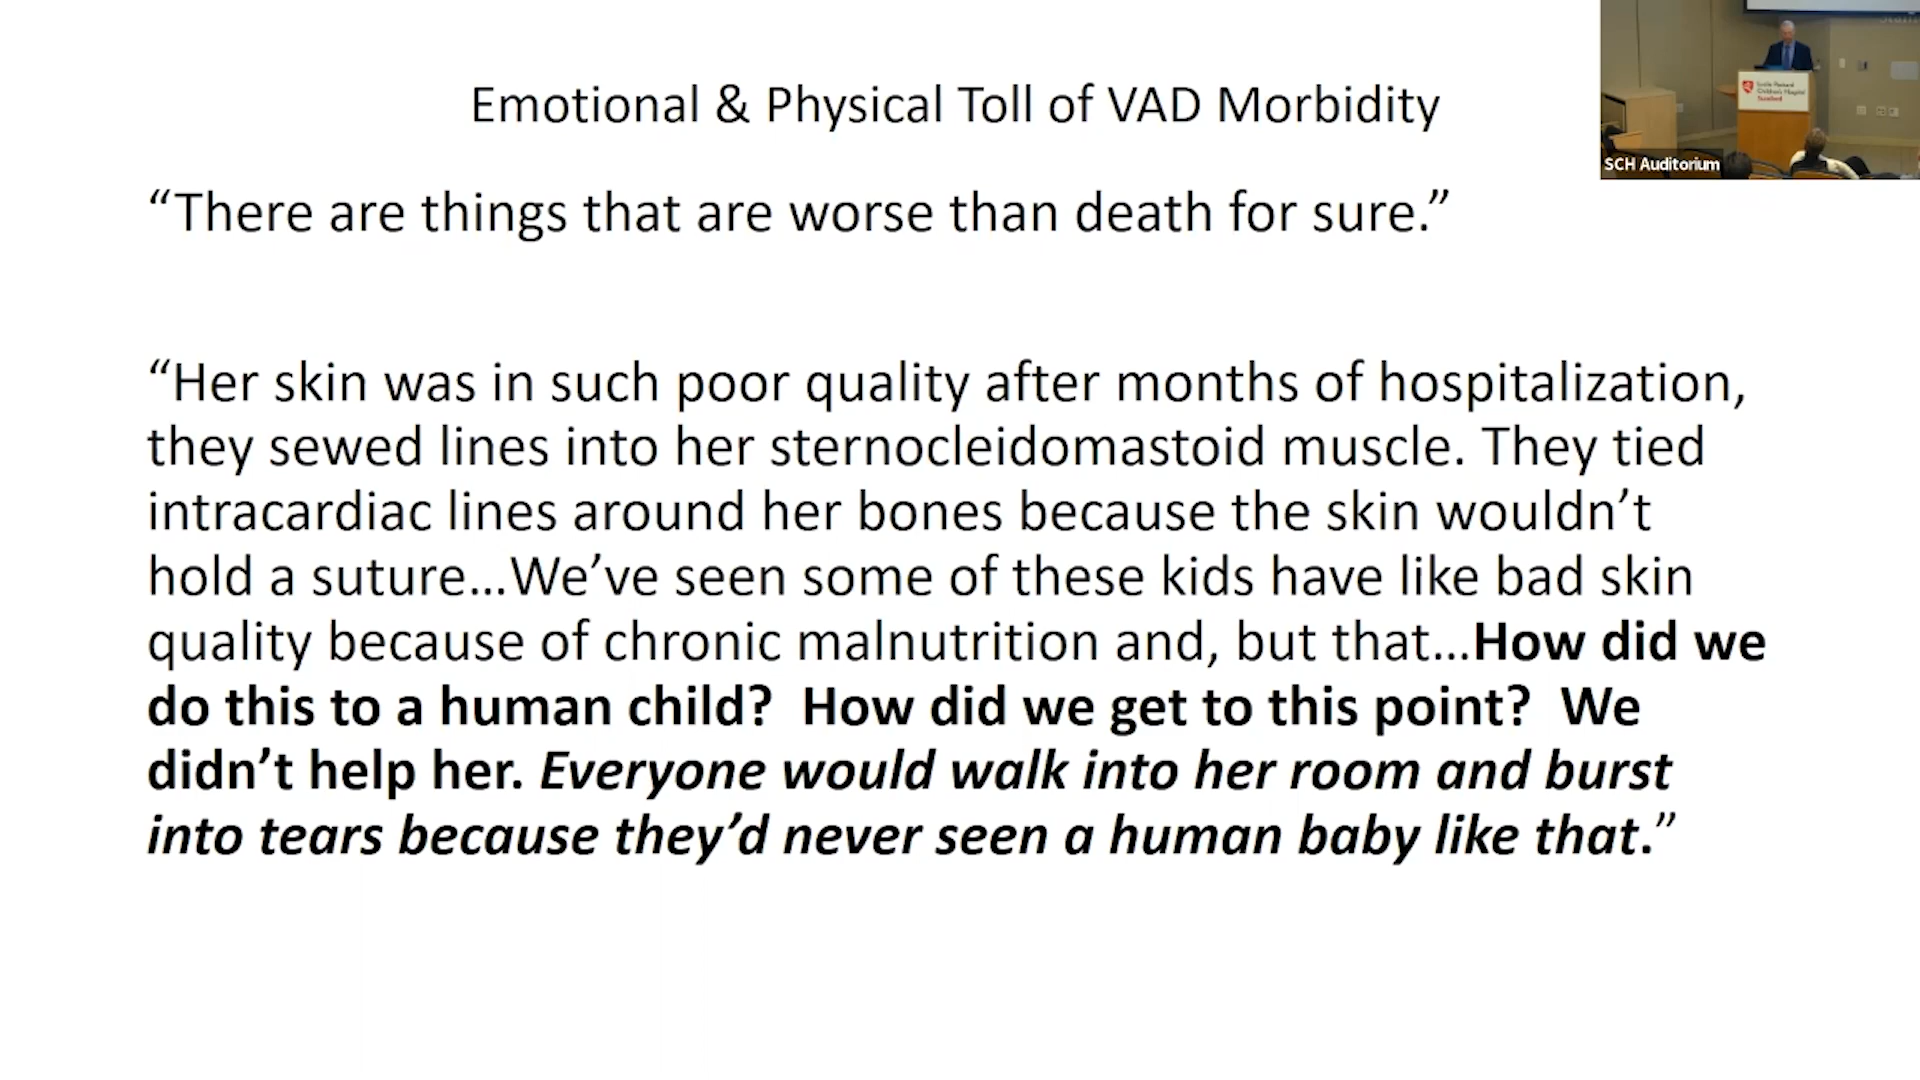 Emotional & Physical Toll of VAD Morbidity
“There are things that are worse than death for sure.”
“Her skin was in such poor quality after months of hospitalization,
they sewed lines into her sternocleidomastoid muscle. They tied
intracardiac lines around her bones because the skin wouldn’t
hold a suture…We’ve seen some of these kids have like bad skin
quality because of chronic malnutrition and, but that…How did we
do this to a human child?  How did we get to this point?  We
didn’t help her. Everyone would walk into her room and burst
into tears because they’d never seen a human baby like that.”
Lucile Packard
Children's Hospital
Stanford
SCH Auditorium